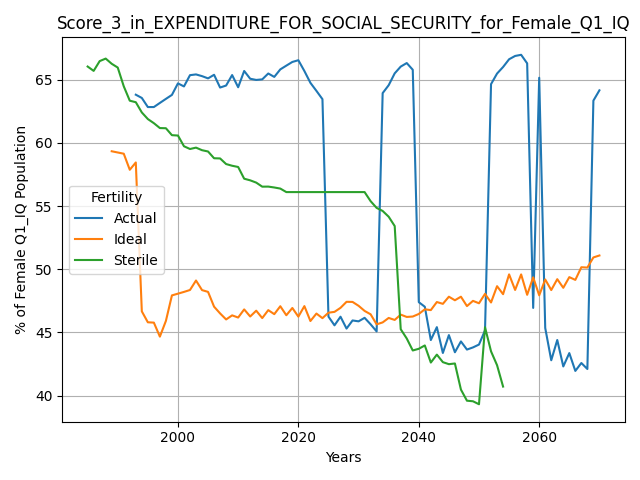 Score_3_in_EXPENDITURE_FOR_SOCIAL_SECURITY_for_Female_Q1_IQ
% of Female Q1_IQ Population
65
60
55
50
45
40
Fertility
Actual
Ideal
Sterile
2000
2020
2040
2060
Years